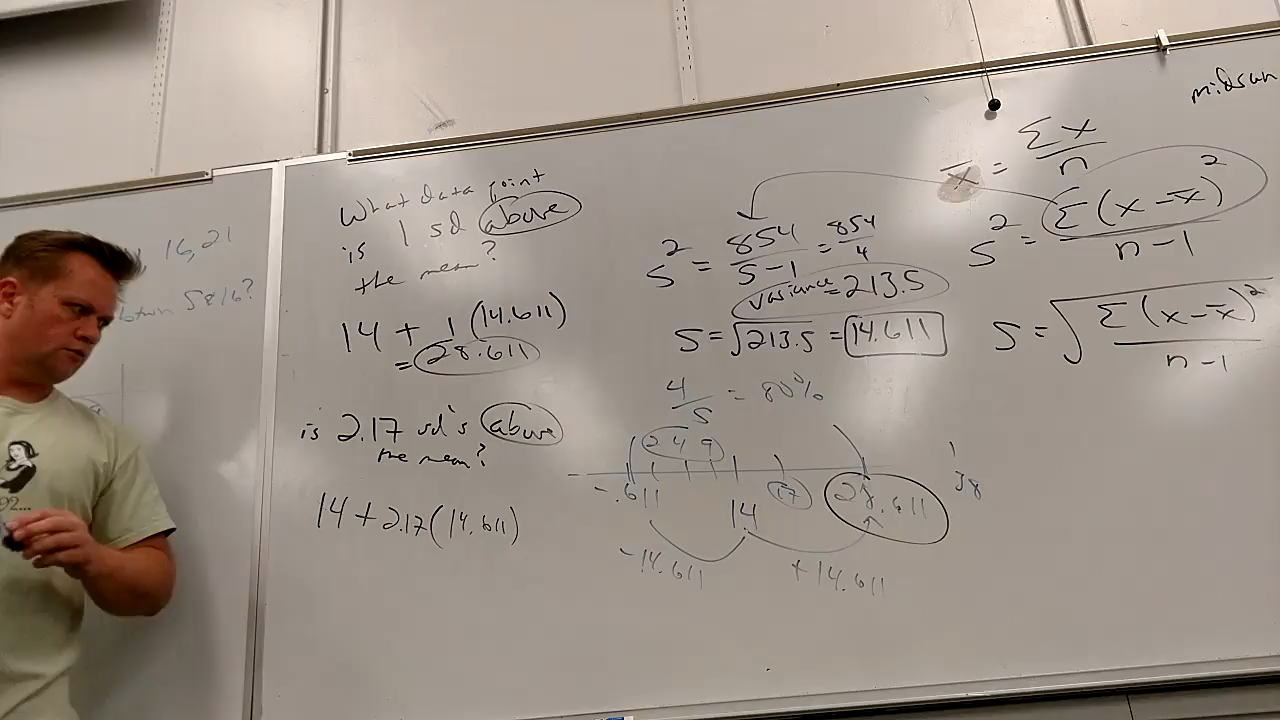 , 16, 21
5 & 16?
What data point
is 1 sd above
the mean?
14 + 1 (14.611)
= 28.611
is 2.17 sd's above
the mean?
14 + 2.17 (14.611)
s² = 854/5-1 = 854/4
variance = 213.5
s = √213.5 = 14.611
4/5 = 80%
2 4 9
-.611 14 17 28.611 38
-14.611 +14.611
x̄ = Σx/n
s² = Σ(x-x̄)²/n-1
s = √Σ(x-x̄)²/n-1
92...